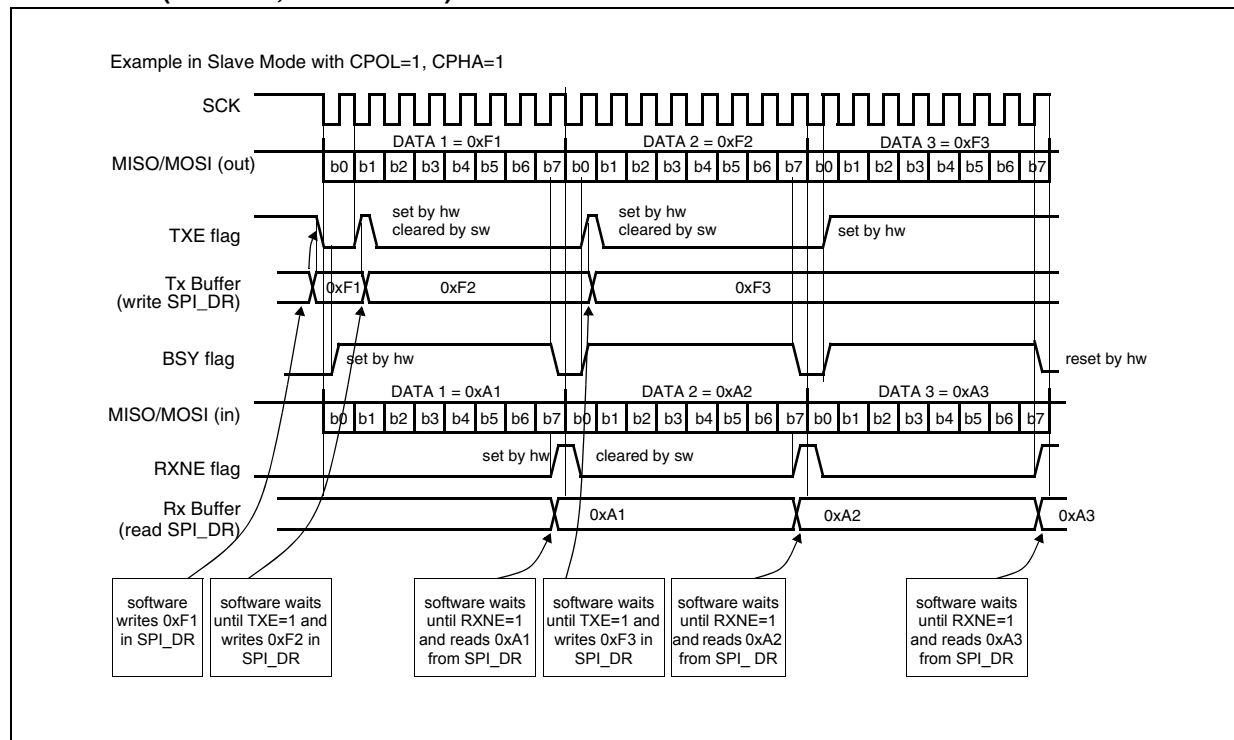 Example in Slave Mode with CPOL=1, CPHA=1
SCK
DATA 1 = 0xF1 DATA 2 = 0xF2 DATA 3 = 0xF3
MISO/MOSI (out) b0 b1 b2 b3 b4 b5 b6 b7 b0 b1 b2 b3 b4 b5 b6 b7 b0 b1 b2 b3 b4 b5 b6 b7
set by hw set by hw
cleared by sw cleared by sw
TXE flag set by hw
Tx Buffer 0xF1 0xF2 0xF3
(write SPI_DR)
BSY flag set by hw reset by hw
DATA 1 = 0xA1 DATA 2 = 0xA2 DATA 3 = 0xA3
MISO/MOSI (in) b0 b1 b2 b3 b4 b5 b6 b7 b0 b1 b2 b3 b4 b5 b6 b7 b0 b1 b2 b3 b4 b5 b6 b7
set by hw cleared by sw
RXNE flag
Rx Buffer 0xA1 0xA2 0xA3
(read SPI_DR)
software
writes 0xF1
in SPI_DR
software waits
until TXE=1 and
writes 0xF2 in
SPI_DR
software waits
until RXNE=1
and reads 0xA1
from SPI_DR
software waits
until TXE=1 and
writes 0xF3 in
SPI_DR
software waits
until RXNE=1
and reads 0xA2
from SPI_ DR
software waits
until RXNE=1
and reads 0xA3
from SPI_DR